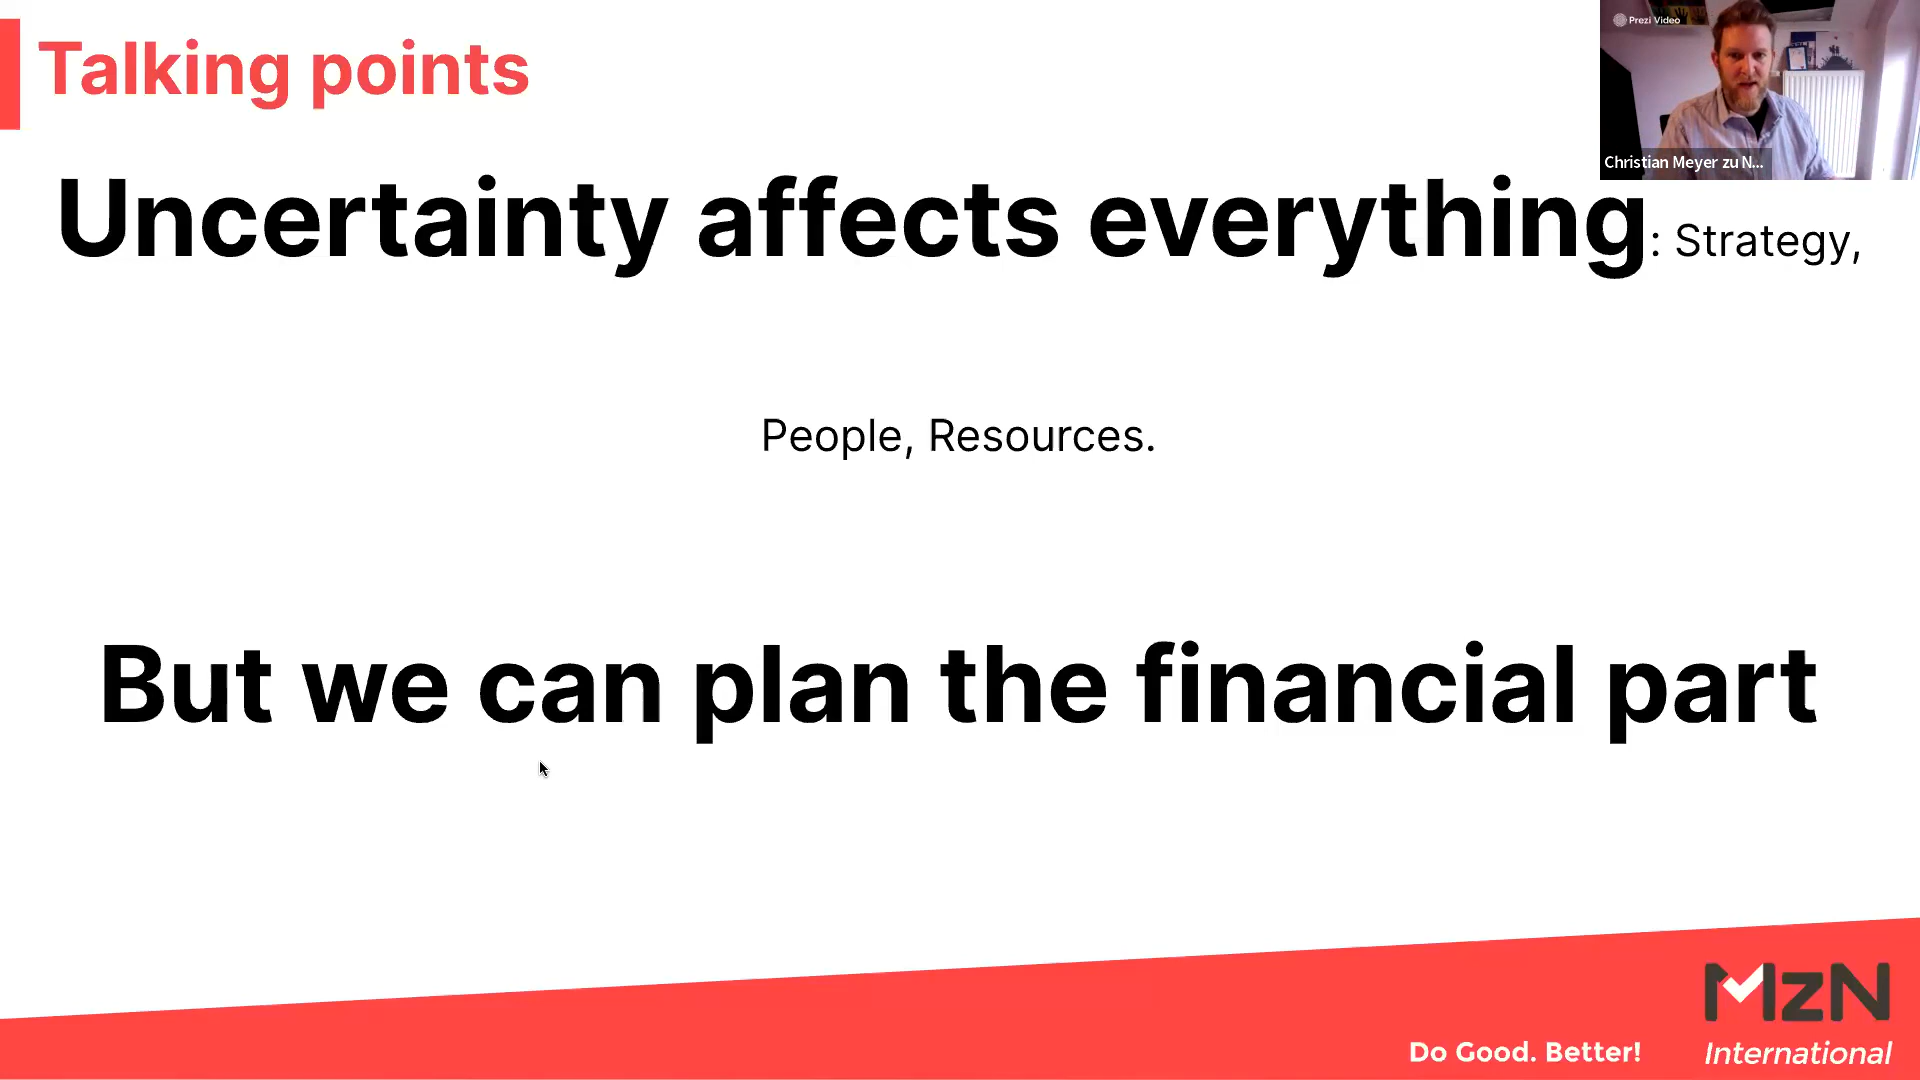 Talking points
Prezi Video
Christian Meyer zu N...
Uncertainty affects everything: Strategy,
People, Resources.
But we can plan the financial part
Do Good. Better!
MzN
International